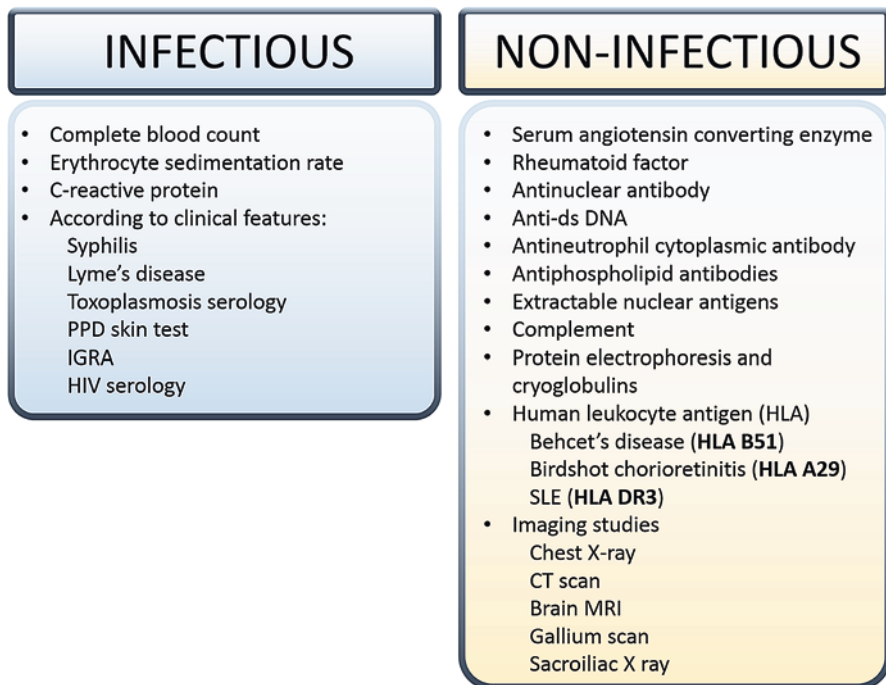 INFECTIOUS
• Complete blood count
• Erythrocyte sedimentation rate
• C-reactive protein
• According to clinical features:
Syphilis
Lyme's disease
Toxoplasmosis serology
PPD skin test
IGRA
HIV serology
NON-INFECTIOUS
• Serum angiotensin converting enzyme
• Rheumatoid factor
• Antinuclear antibody
• Anti-ds DNA
• Antineutrophil cytoplasmic antibody
• Antiphospholipid antibodies
• Extractable nuclear antigens
• Complement
• Protein electrophoresis and
cryoglobulins
• Human leukocyte antigen (HLA)
Behcet's disease (HLA B51)
Birdshot chorioretinitis (HLA A29)
SLE (HLA DR3)
• Imaging studies
Chest X-ray
CT scan
Brain MRI
Gallium scan
Sacroiliac X ray